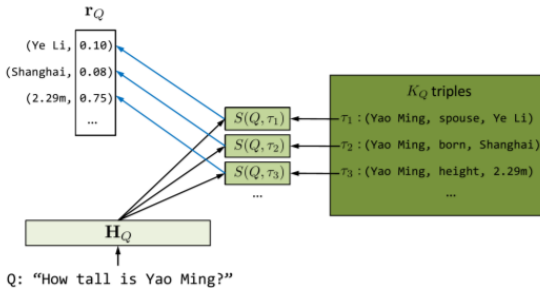 r_Q
(Ye Li, 0.10)
(Shanghai, 0.08)
(2.29m, 0.75)
...
K_Q triples
S(Q, τ₁)
τ₁ : (Yao Ming, spouse, Ye Li)
S(Q, τ₂)
τ₂ : (Yao Ming, born, Shanghai)
S(Q, τ₃)
τ₃ : (Yao Ming, height, 2.29m)
...
...
H_Q
Q: “How tall is Yao Ming?”